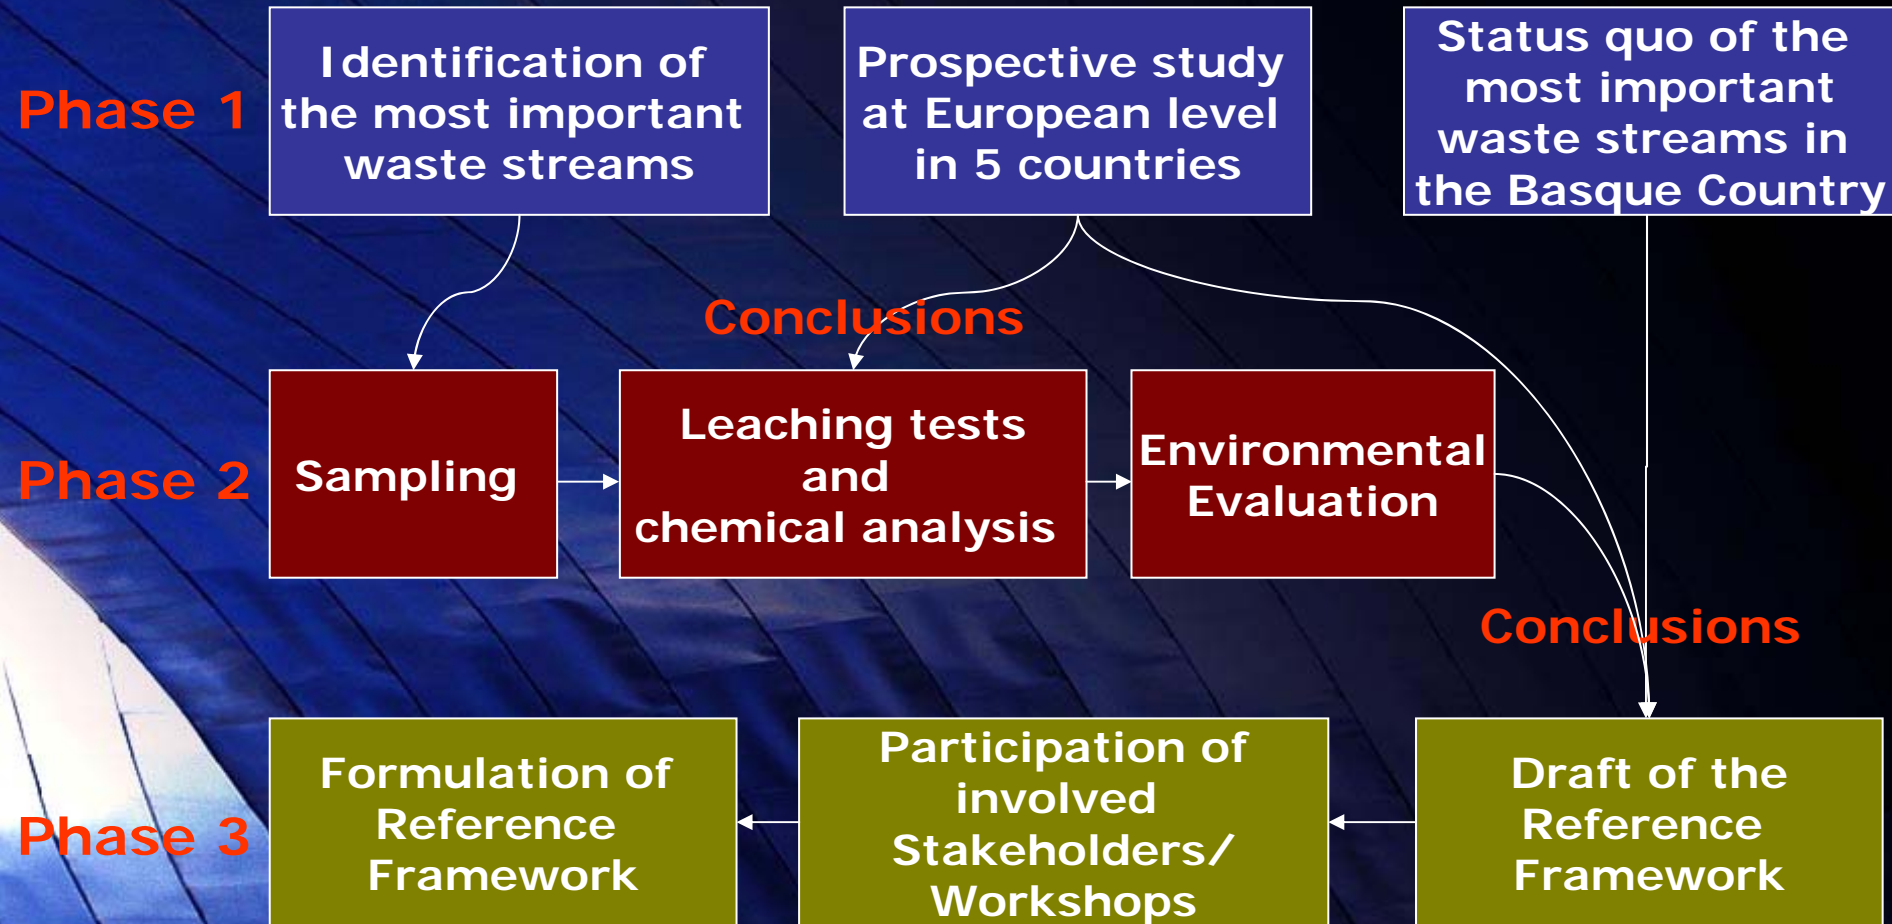 Phase 1
Identification of
the most important
waste streams
Prospective study
at European level
in 5 countries
Status quo of the
most important
waste streams in
the Basque Country
Conclusions
Phase 2
Sampling
Leaching tests
and
chemical analysis
Environmental
Evaluation
Conclusions
Phase 3
Formulation of
Reference
Framework
Participation of
involved
Stakeholders/
Workshops
Draft of the
Reference
Framework